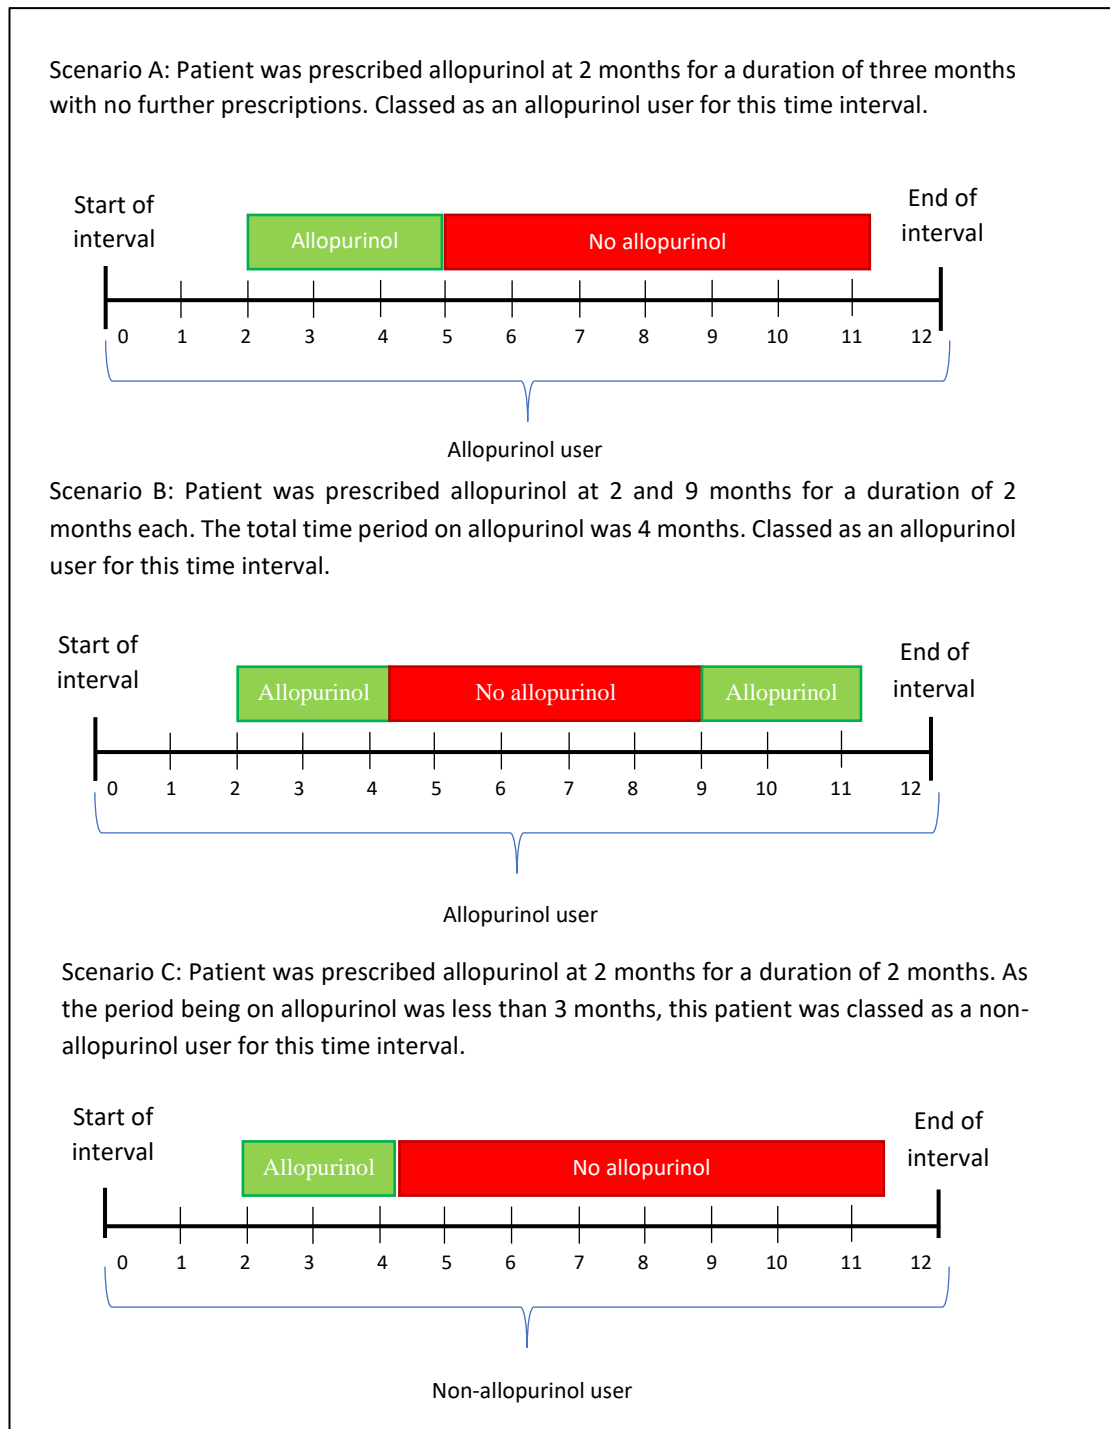 Scenario A: Patient was prescribed allopurinol at 2 months for a duration of three months
with no further prescriptions. Classed as an allopurinol user for this time interval.
Start of
interval
End of
interval
Allopurinol
No allopurinol
0 1 2 3 4 5 6 7 8 9 10 11 12
Allopurinol user
Scenario B: Patient was prescribed allopurinol at 2 and 9 months for a duration of 2
months each. The total time period on allopurinol was 4 months. Classed as an allopurinol
user for this time interval.
Start of
interval
End of
interval
Allopurinol
No allopurinol
Allopurinol
0 1 2 3 4 5 6 7 8 9 10 11 12
Allopurinol user
Scenario C: Patient was prescribed allopurinol at 2 months for a duration of 2 months. As
the period being on allopurinol was less than 3 months, this patient was classed as a non-
allopurinol user for this time interval.
Start of
interval
End of
interval
Allopurinol
No allopurinol
0 1 2 3 4 5 6 7 8 9 10 11 12
Non-allopurinol user